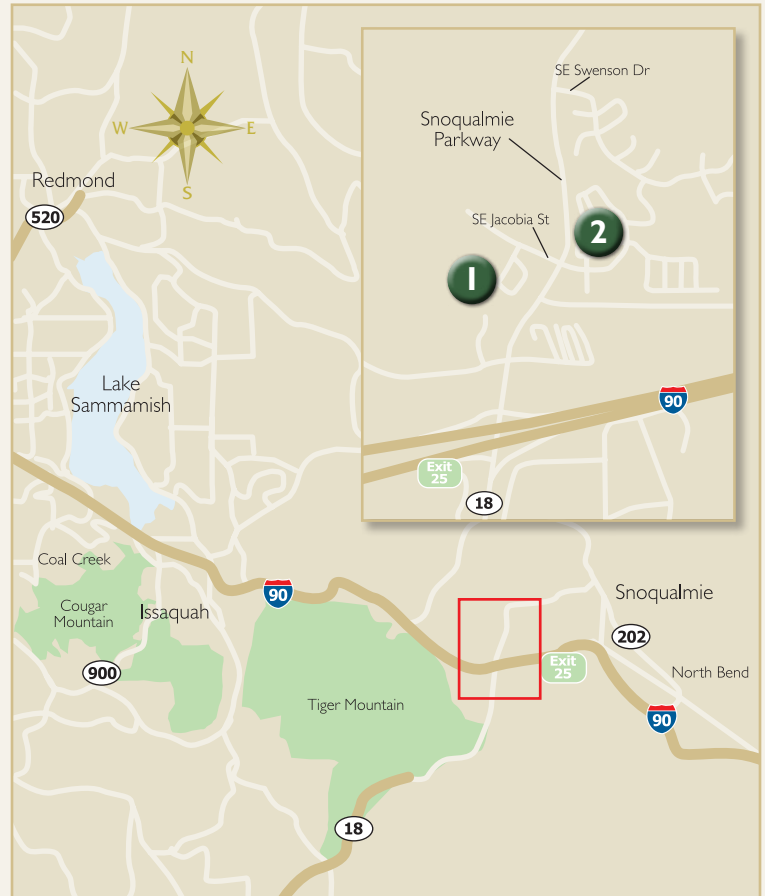 N
W
E
S
Redmond
520
Lake
Sammamish
SE Swenson Dr
Snoqualmie
Parkway
SE Jacobia St
1
2
90
Exit
25
18
Coal Creek
Cougar
Mountain
Issaquah
900
90
Tiger Mountain
18
Snoqualmie
202
Exit
25
North Bend
90